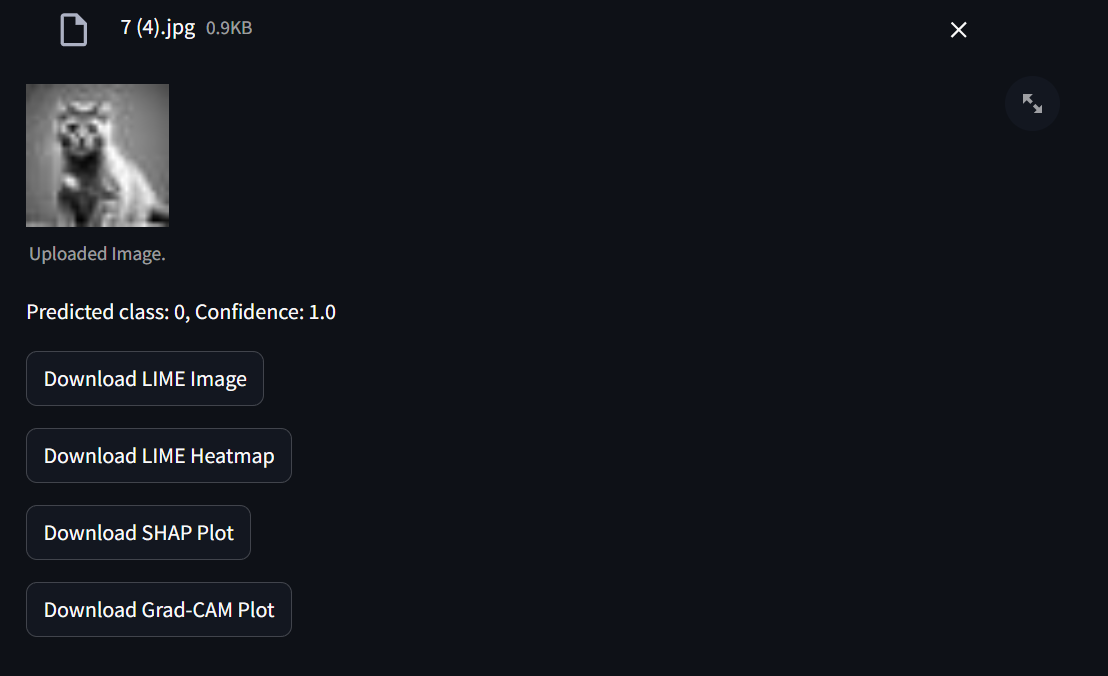 7 (4).jpg 0.9KB
Uploaded Image.
Predicted class: 0, Confidence: 1.0
Download LIME Image
Download LIME Heatmap
Download SHAP Plot
Download Grad-CAM Plot